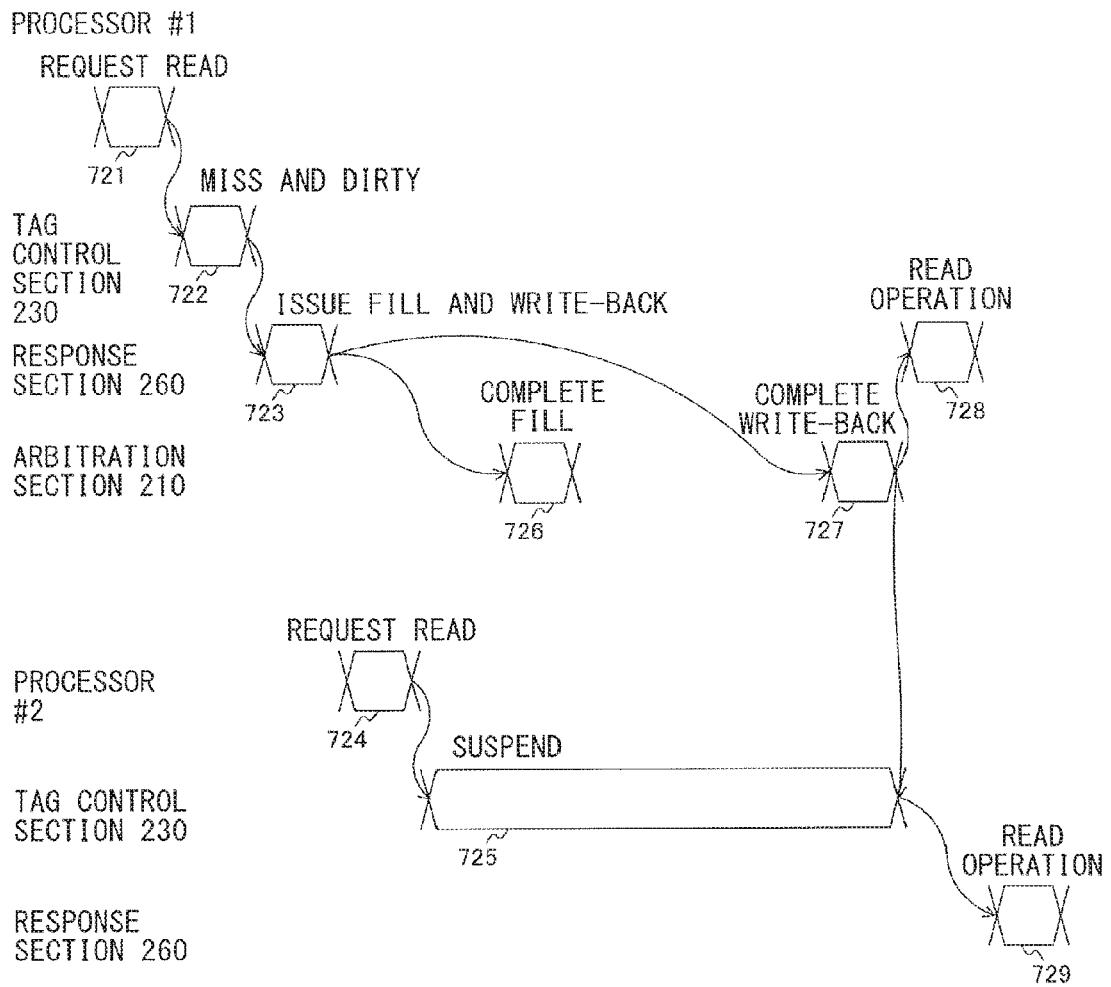 PROCESSOR #1
REQUEST READ
721
MISS AND DIRTY
TAG
CONTROL
SECTION
230
722
READ
OPERATION
ISSUE FILL AND WRITE-BACK
RESPONSE
SECTION 260
723
728
COMPLETE
FILL
COMPLETE
WRITE-BACK
ARBITRATION
SECTION 210
726
727
REQUEST READ
PROCESSOR
#2
724
SUSPEND
TAG CONTROL
SECTION 230
725
READ
OPERATION
RESPONSE
SECTION 260
729